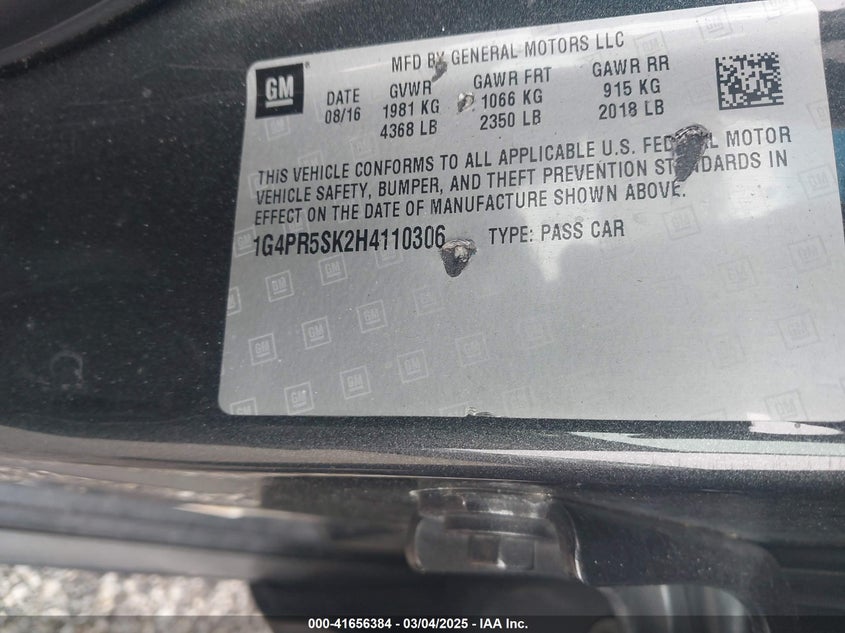 MFD BY GENERAL MOTORS LLC
GM
DATE GVWR GAWR FRT GAWR RR
08/16 1981 KG 1066 KG 915 KG
4368 LB 2350 LB 2018 LB
THIS VEHICLE CONFORMS TO ALL APPLICABLE U.S. MOTOR
VEHICLE SAFETY, BUMPER, AND THEFT PREVENTION IN
EFFECT ON THE DATE OF MANUFACTURE SHOWN ABOVE.
1G4PR5SK2H4110306 TYPE: PASS CAR
000-41656384 | 03/04/2025 - IAA Inc.